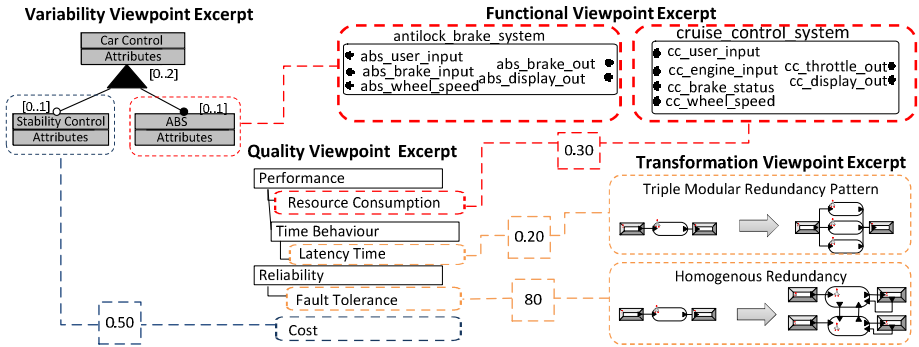 Variability Viewpoint Excerpt
Functional Viewpoint Excerpt
Car Control
Attributes
[0..2]
[0..1]
[0..1]
Stability Control
Attributes
ABS
Attributes
antilock_brake_system
abs_user_input
abs_brake_input
abs_wheel_speed
abs_brake_out
abs_display_out
cruise_control_system
cc_user_input
cc_engine_input
cc_brake_status
cc_wheel_speed
cc_throttle_out
cc_display_out
Quality Viewpoint Excerpt
Performance
Resource Consumption
Time Behaviour
Latency Time
Reliability
Fault Tolerance
Cost
0.30
0.20
80
0.50
Transformation Viewpoint Excerpt
Triple Modular Redundancy Pattern
Homogenous Redundancy